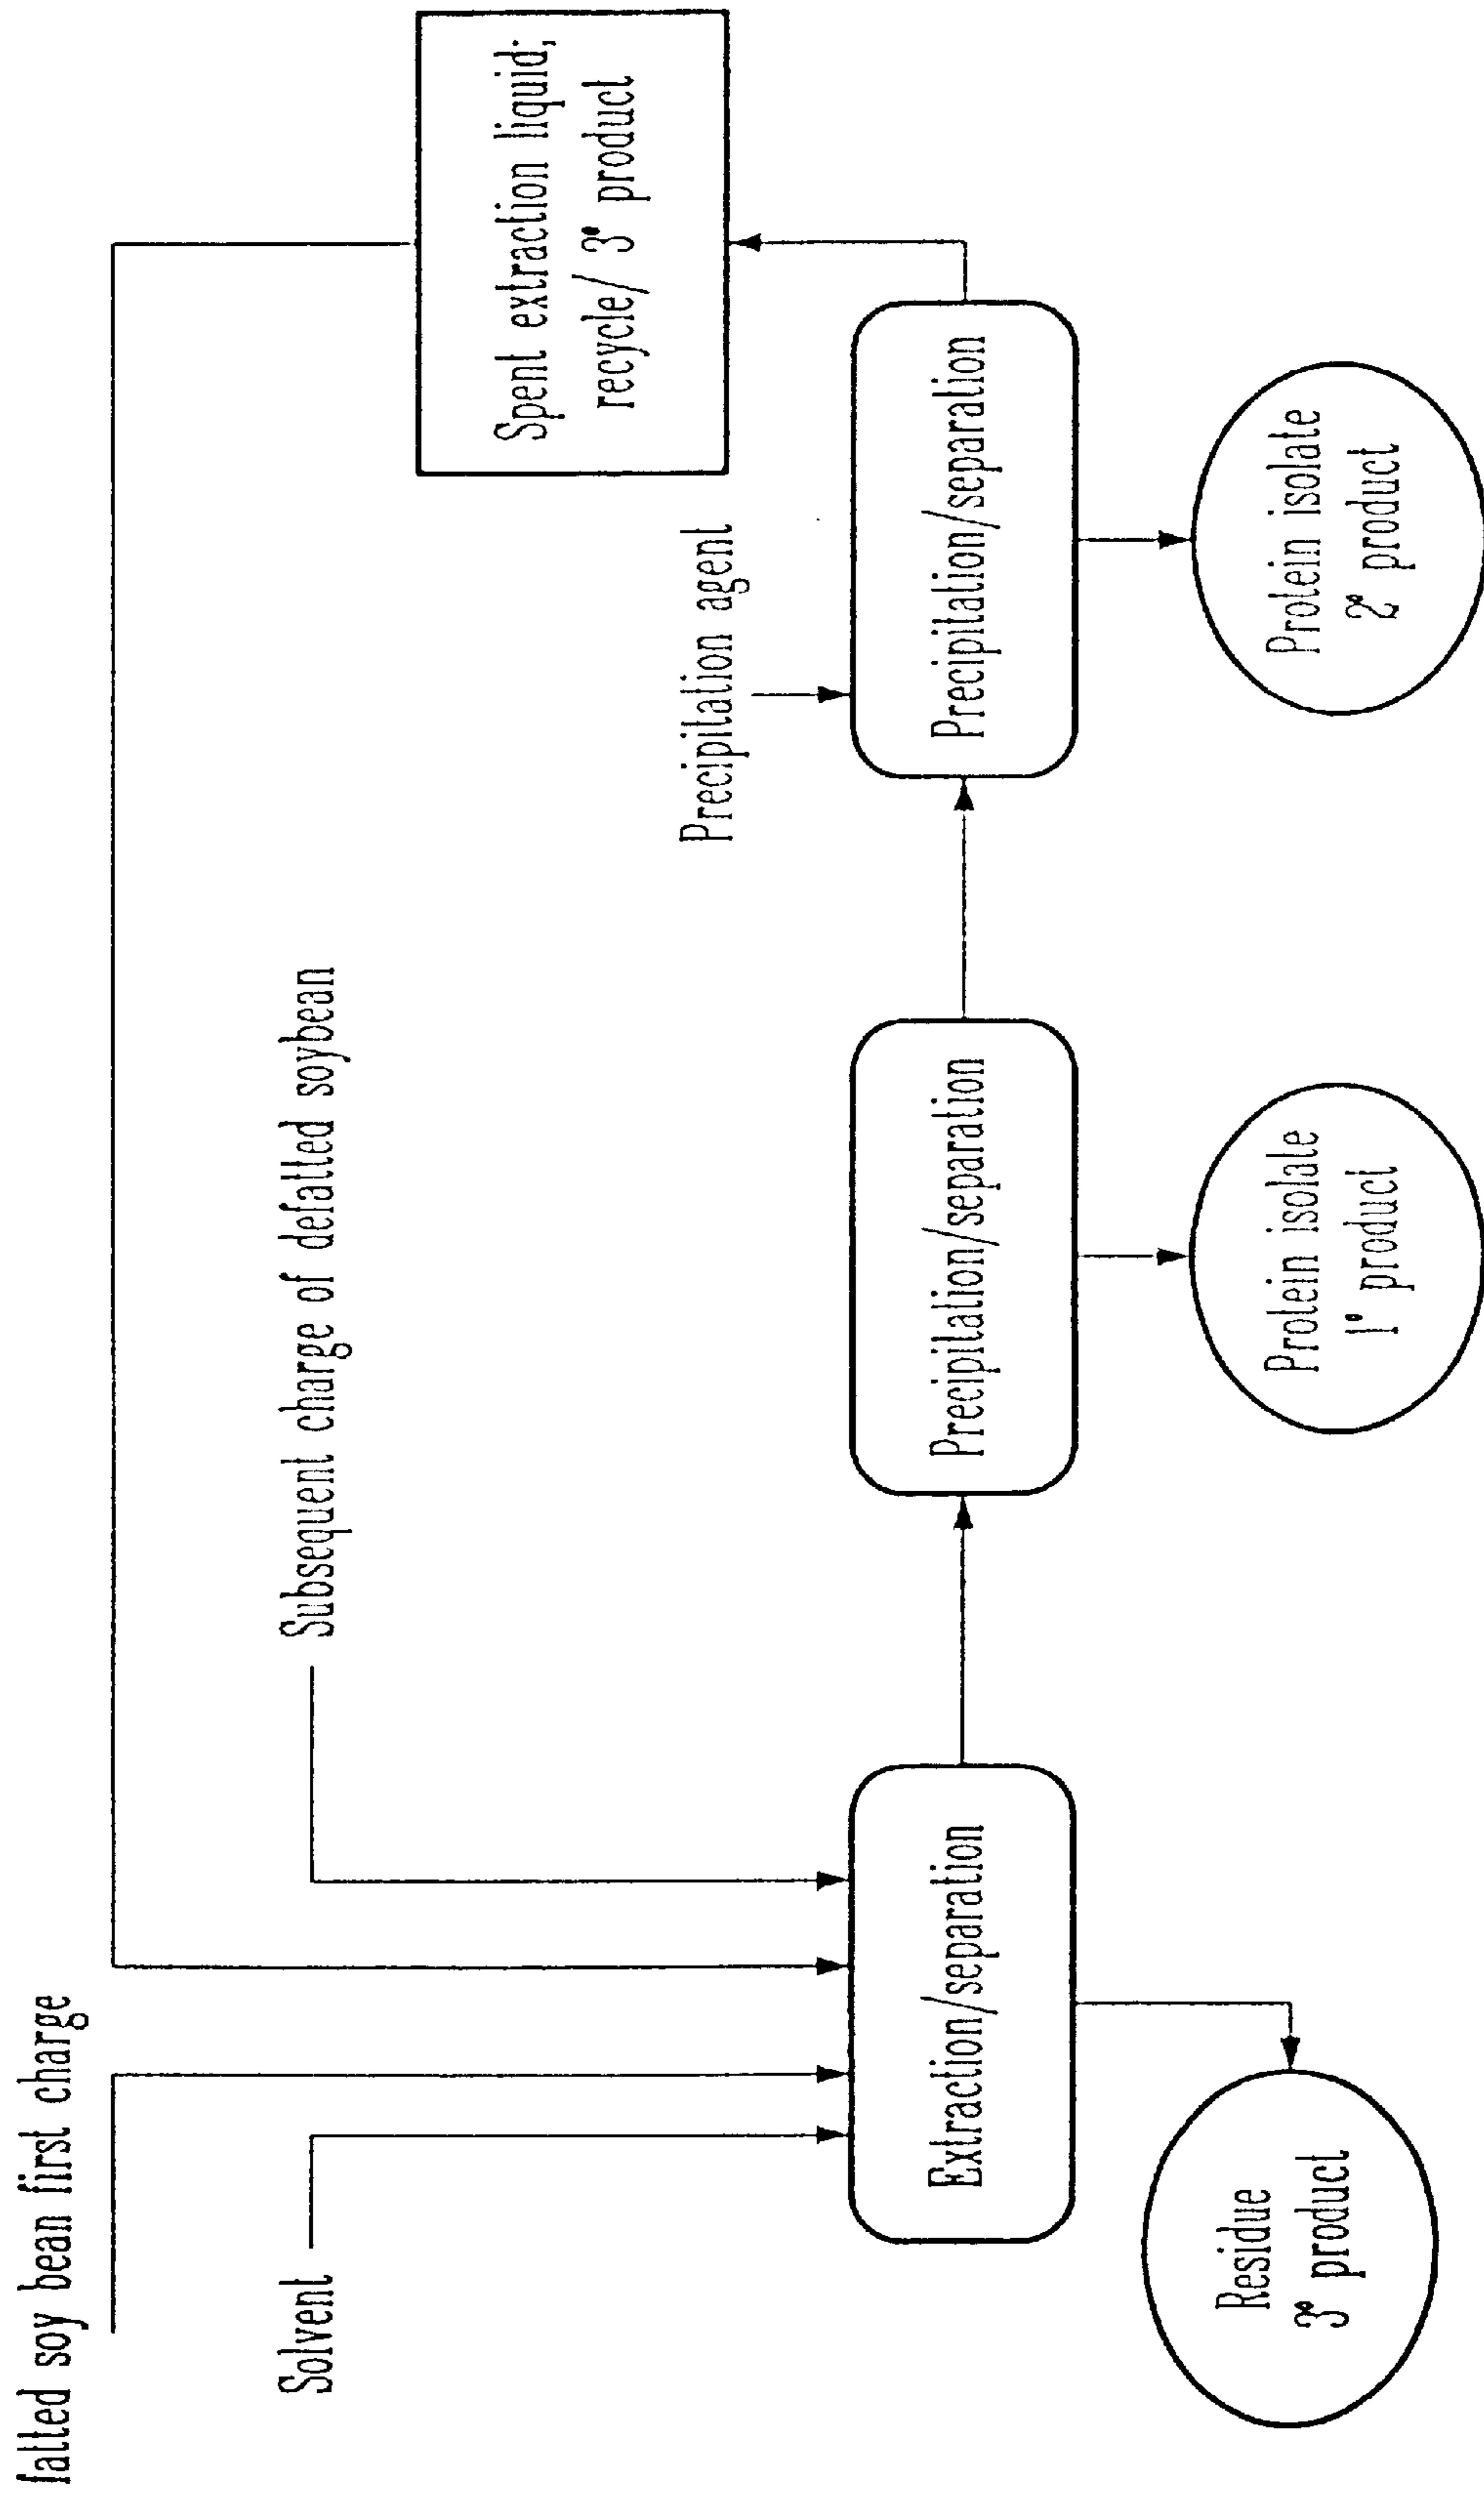 fatted soy bean first charge
Solvent
Subsequent charge of defatted soybean
Precipitation agent
Spent extraction liquid;
recycle/ 3° product
Extraction/separation
Precipitation/separation
Precipitation/separation
Residue
3° product
Protein isolate
1° product
Protein isolate
2° product